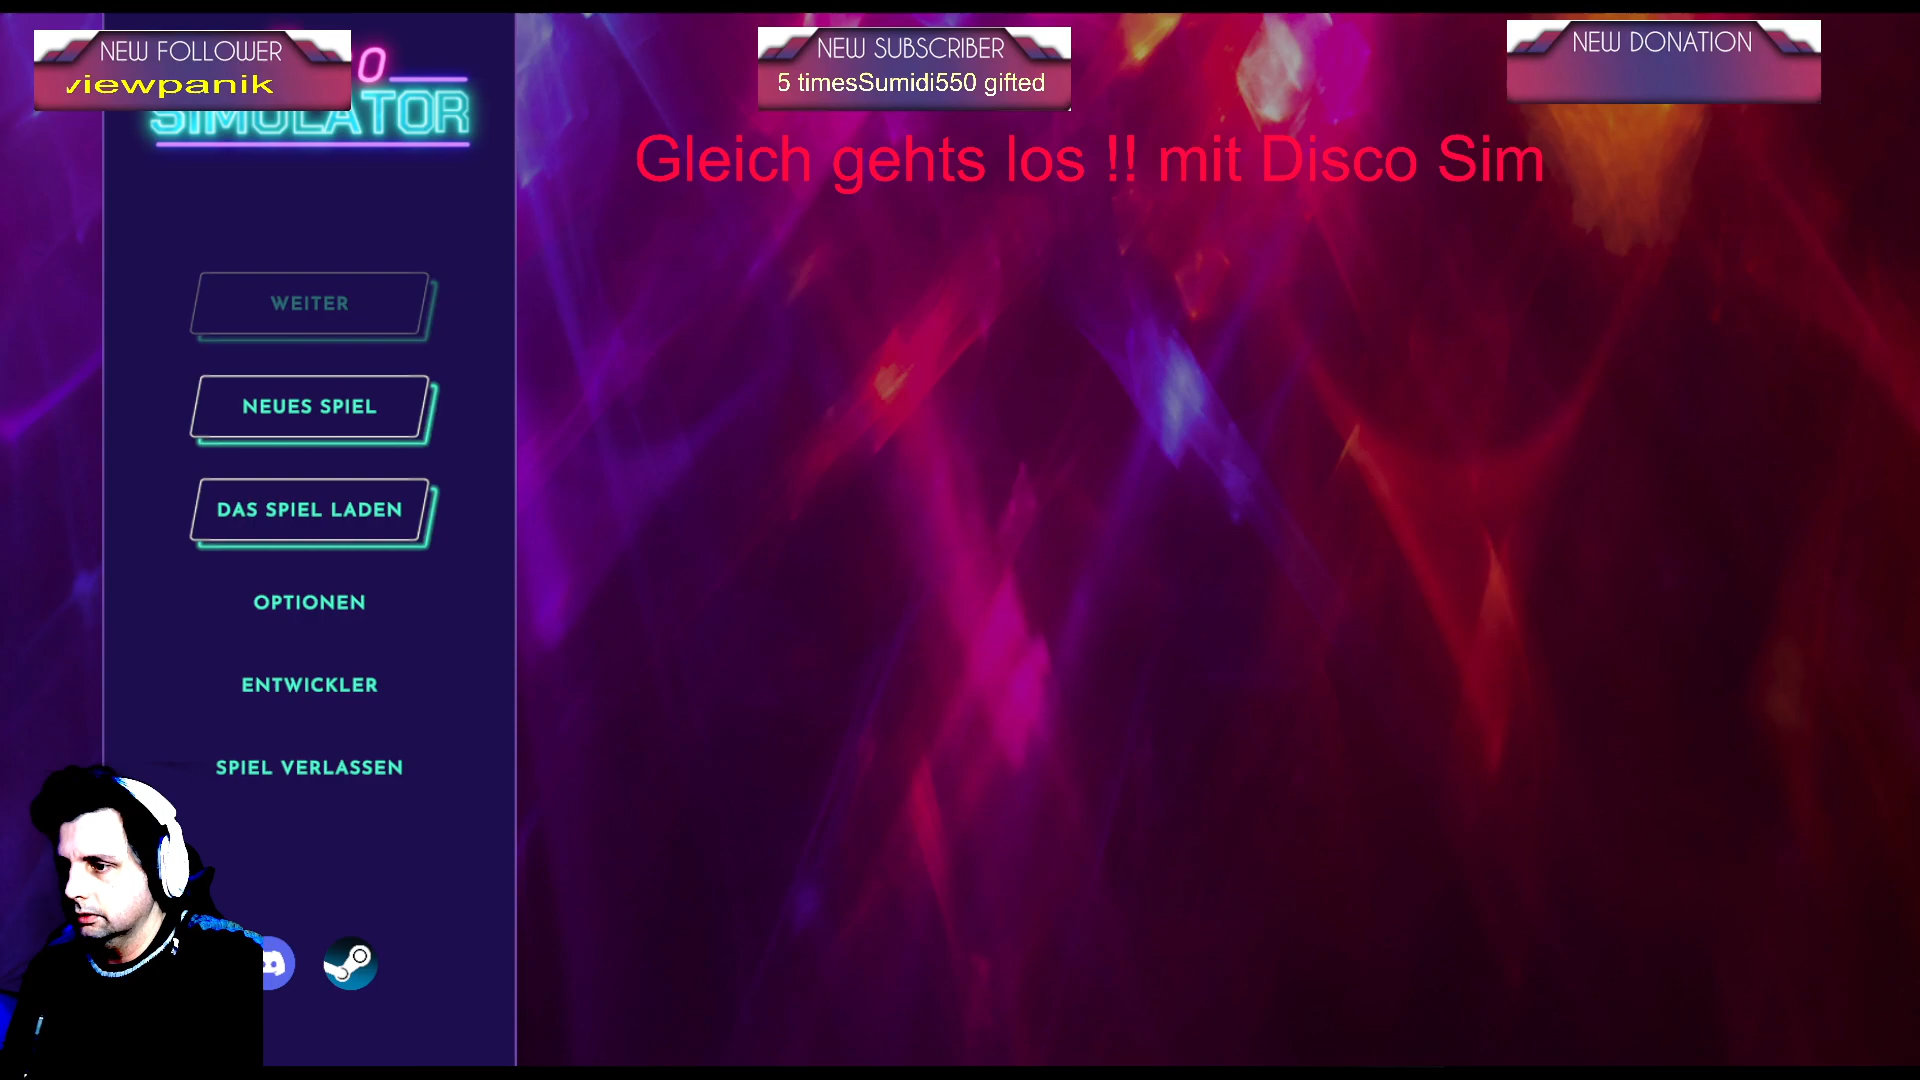 NEW FOLLOWER
viewpanik
NEW SUBSCRIBER
5 timesSumidi550 gifted
NEW DONATION
O
SIMULATOR
Gleich gehts los !! mit Disco Sim
WEITER
NEUES SPIEL
DAS SPIEL LADEN
OPTIONEN
ENTWICKLER
SPIEL VERLASSEN